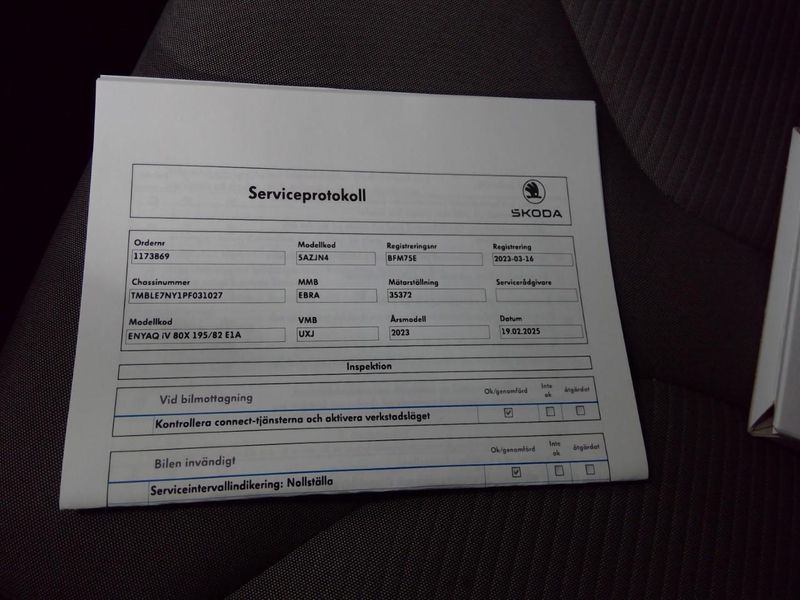 Serviceprotokoll
ŠKODA
Ordernr Modellkod Registreringsnr Registrering
1173869 5AZJN4 BFM75E 2023-03-16
Chassinummer MMB Mätarställning Servicerådgivare
TMBLE7NY1PF031027 EBRA 35372
Modellkod VMB Årsmodell Datum
ENYAQ iV 80X 195/82 E1A UXJ 2023 19.02.2025
Inspektion
Vid bilmottagning Ok/genomförd Inte ok åtgärdat
Kontrollera connect-tjänsterna och aktivera verkstadsläget
Bilen invändigt Ok/genomförd Inte ok åtgärdat
Serviceintervallindikering: Nollställa